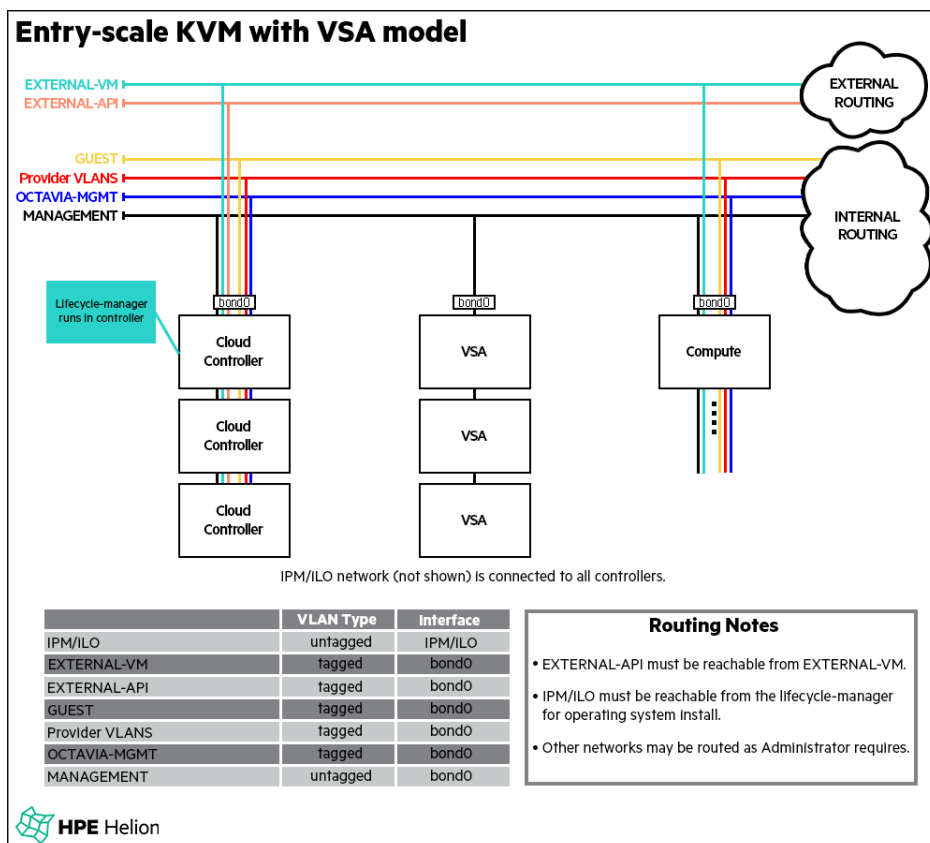 Entry-scale KVM with VSA model
EXTERNAL-VM
EXTERNAL-API
EXTERNAL
ROUTING
GUEST
Provider VLANS
OCTAVIA-MGMT
MANAGEMENT
INTERNAL
ROUTING
Lifecycle-manager
runs in controller
bond0
bond0
bond0
Cloud
Controller
VSA
Compute
Cloud
Controller
VSA
Cloud
Controller
VSA
IPM/ILO network (not shown) is connected to all controllers.
VLAN Type Interface
IPM/ILO untagged IPM/ILO
EXTERNAL-VM tagged bond0
EXTERNAL-API tagged bond0
GUEST tagged bond0
Provider VLANS tagged bond0
OCTAVIA-MGMT tagged bond0
MANAGEMENT untagged bond0
Routing Notes
• EXTERNAL-API must be reachable from EXTERNAL-VM.
• IPM/ILO must be reachable from the lifecycle-manager
for operating system install.
• Other networks may be routed as Administrator requires.
HPE Helion